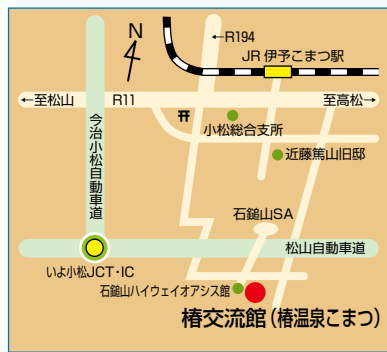 N
←R194
JR 伊予こまつ駅
←至松山
R11
至高松→
小松総合支所
今治小松自動車道
近藤篤山旧邸
石鎚山SA
松山自動車道
いよ小松JCT・IC
石鎚山ハイウェイオアシス館
椿交流館(椿温泉こまつ)